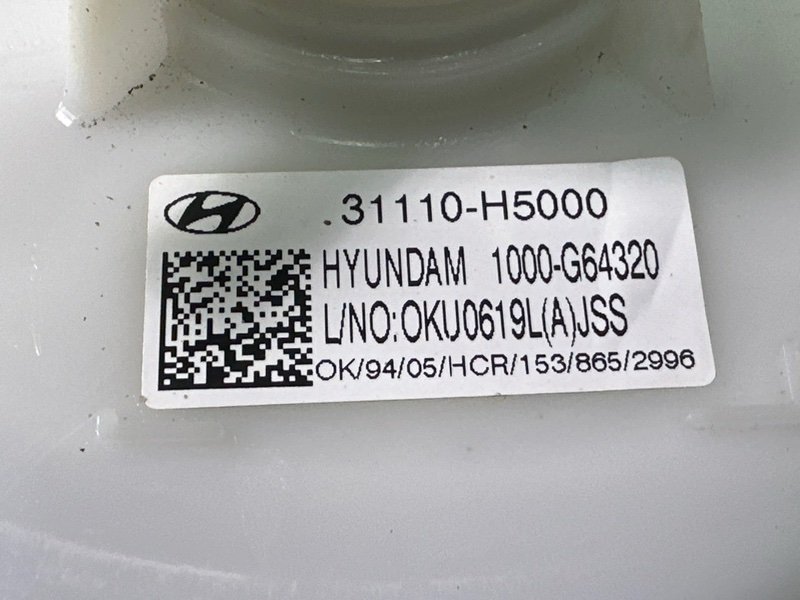 .31110-H5000
HYUNDAM 1000-G64320
L/NO:OKU0619L(A)JSS
OK/94/05/HCR/153/865/2996